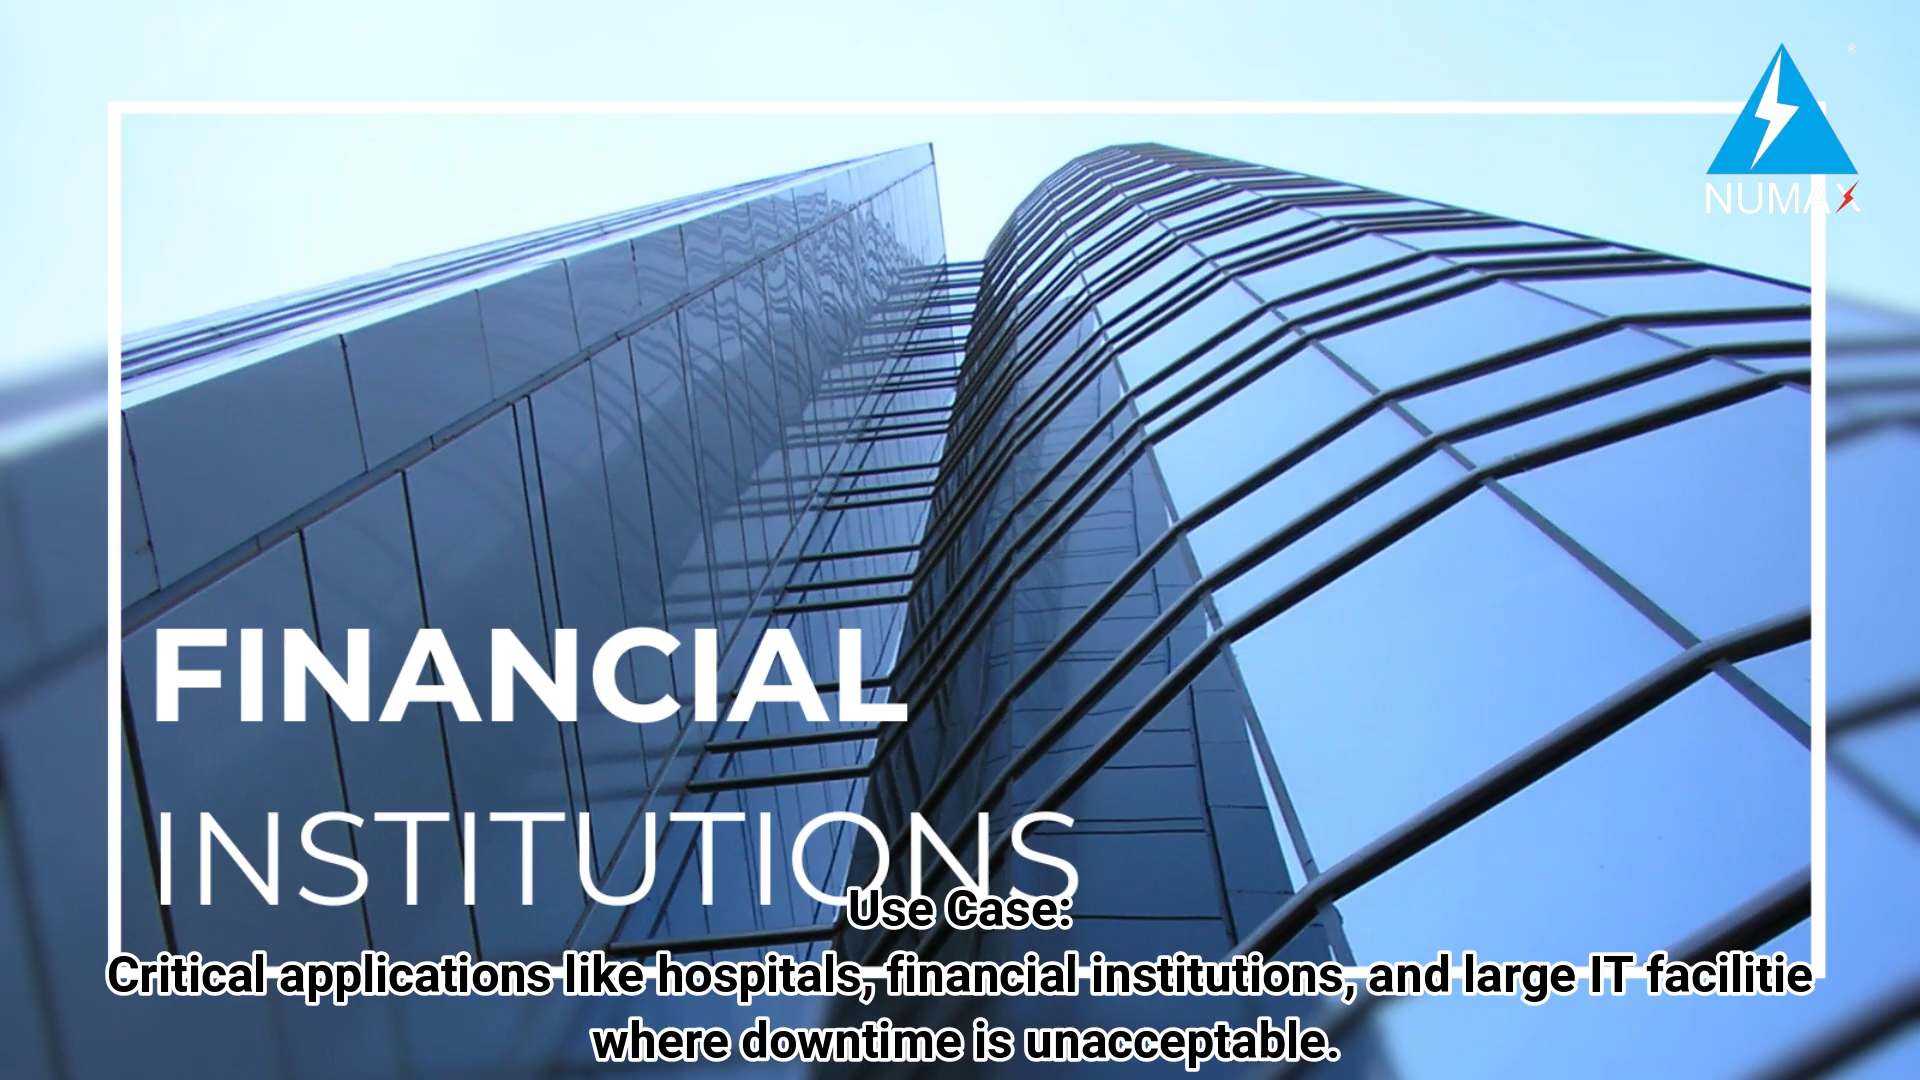 ®
NUMAX
FINANCIAL
INSTITUTIONS
Use Case:
Critical applications like hospitals, financial institutions, and large IT facilitie
where downtime is unacceptable.